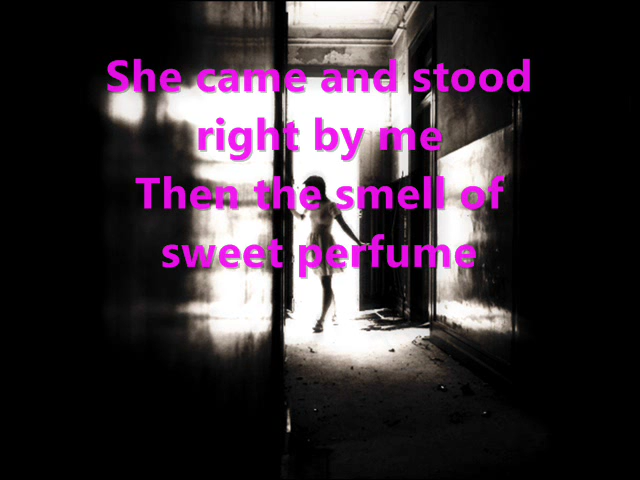 She came and stood
right by me
Then the smell of
sweet perfume